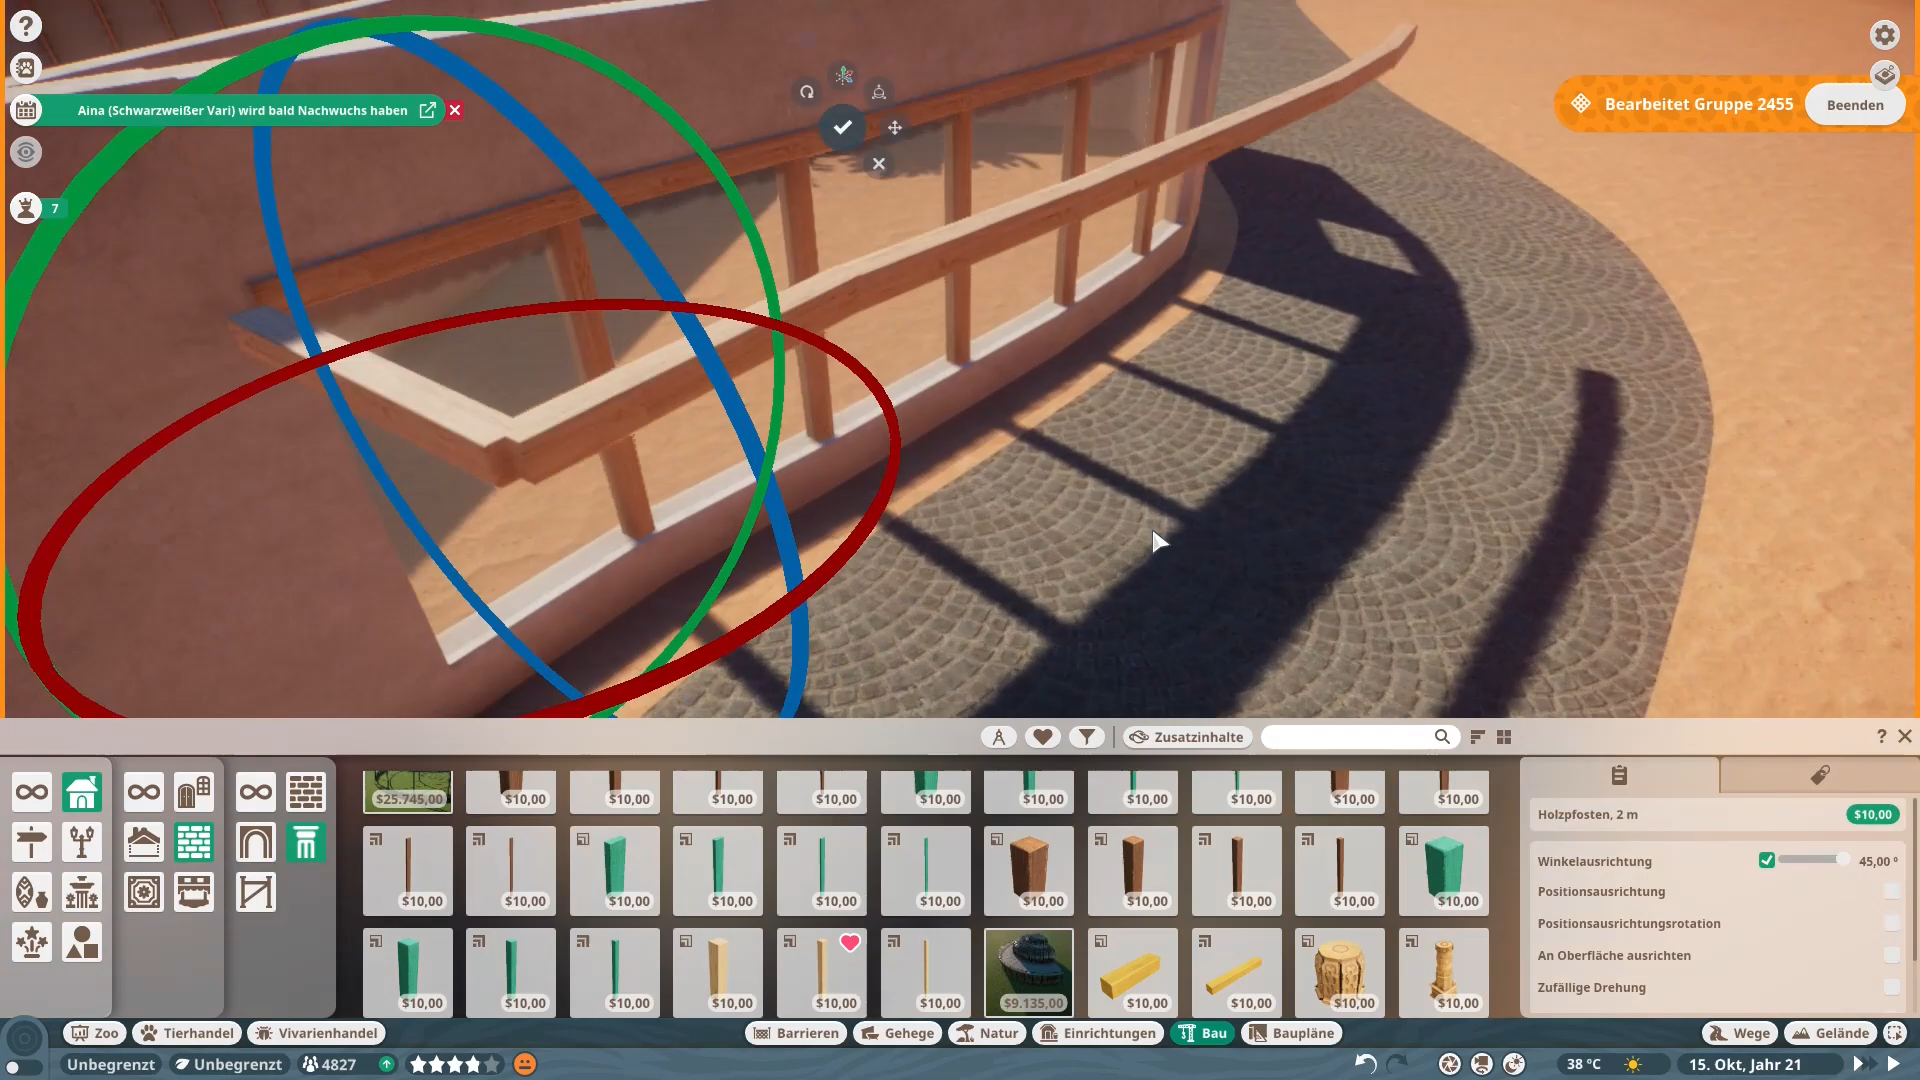 ?
Aina (Schwarzweißer Vari) wird bald Nachwuchs haben
7
Bearbeitet Gruppe 2455
Beenden
Zusatzinhalte
?
$25.745,00 $10,00 $10,00 $10,00 $10,00 $10,00 $10,00 $10,00 $10,00 $10,00 $10,00
$10,00 $10,00 $10,00 $10,00 $10,00 $10,00 $10,00 $10,00 $10,00 $10,00 $10,00
$10,00 $10,00 $10,00 $10,00 $10,00 $10,00 $9.135,00 $10,00 $10,00 $10,00 $10,00
Holzpfosten, 2 m $10,00
Winkelausrichtung 45,00 °
Positionsausrichtung
Positionsausrichtungsrotation
An Oberfläche ausrichten
Zufällige Drehung
Zoo Tierhandel Vivarienhandel Barrieren Gehege Natur Einrichtungen Bau Baupläne Wege Gelände
Unbegrenzt Unbegrenzt 4827 38 °C 15. Okt, Jahr 21